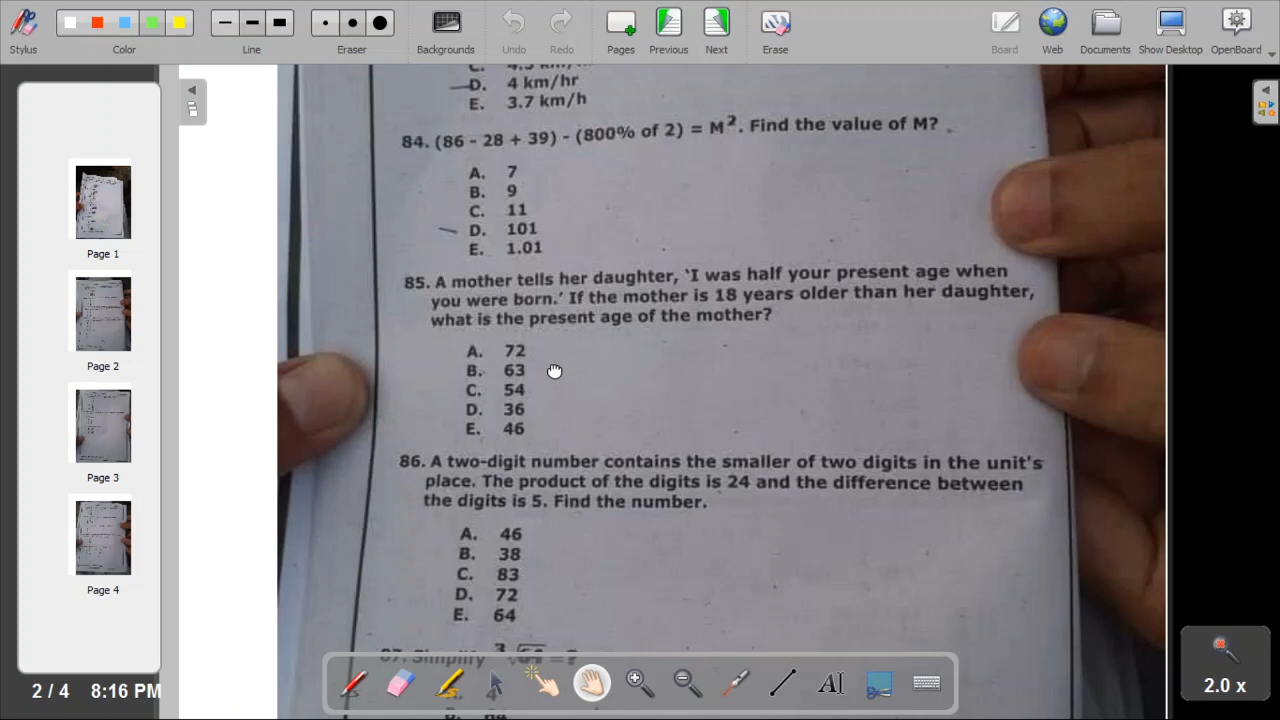 Stylus
Color
Line
Eraser
Backgrounds
Undo
Redo
Pages
Previous
Next
Erase
Board
Web
Documents
Show Desktop
OpenBoard
Page 1
Page 2
Page 3
Page 4
2 / 4 8:16 PM
D. 4 km/hr
E. 3.7 km/h
84. (86 - 28 + 39) - (800% of 2) = M². Find the value of M?
A. 7
B. 9
C. 11
D. 101
E. 1.01
85. A mother tells her daughter, 'I was half your present age when
you were born.' If the mother is 18 years older than her daughter,
what is the present age of the mother?
A. 72
B. 63
C. 54
D. 36
E. 46
86. A two-digit number contains the smaller of two digits in the unit's
place. The product of the digits is 24 and the difference between
the digits is 5. Find the number.
A. 46
B. 38
C. 83
D. 72
E. 64
AI
2.0 x